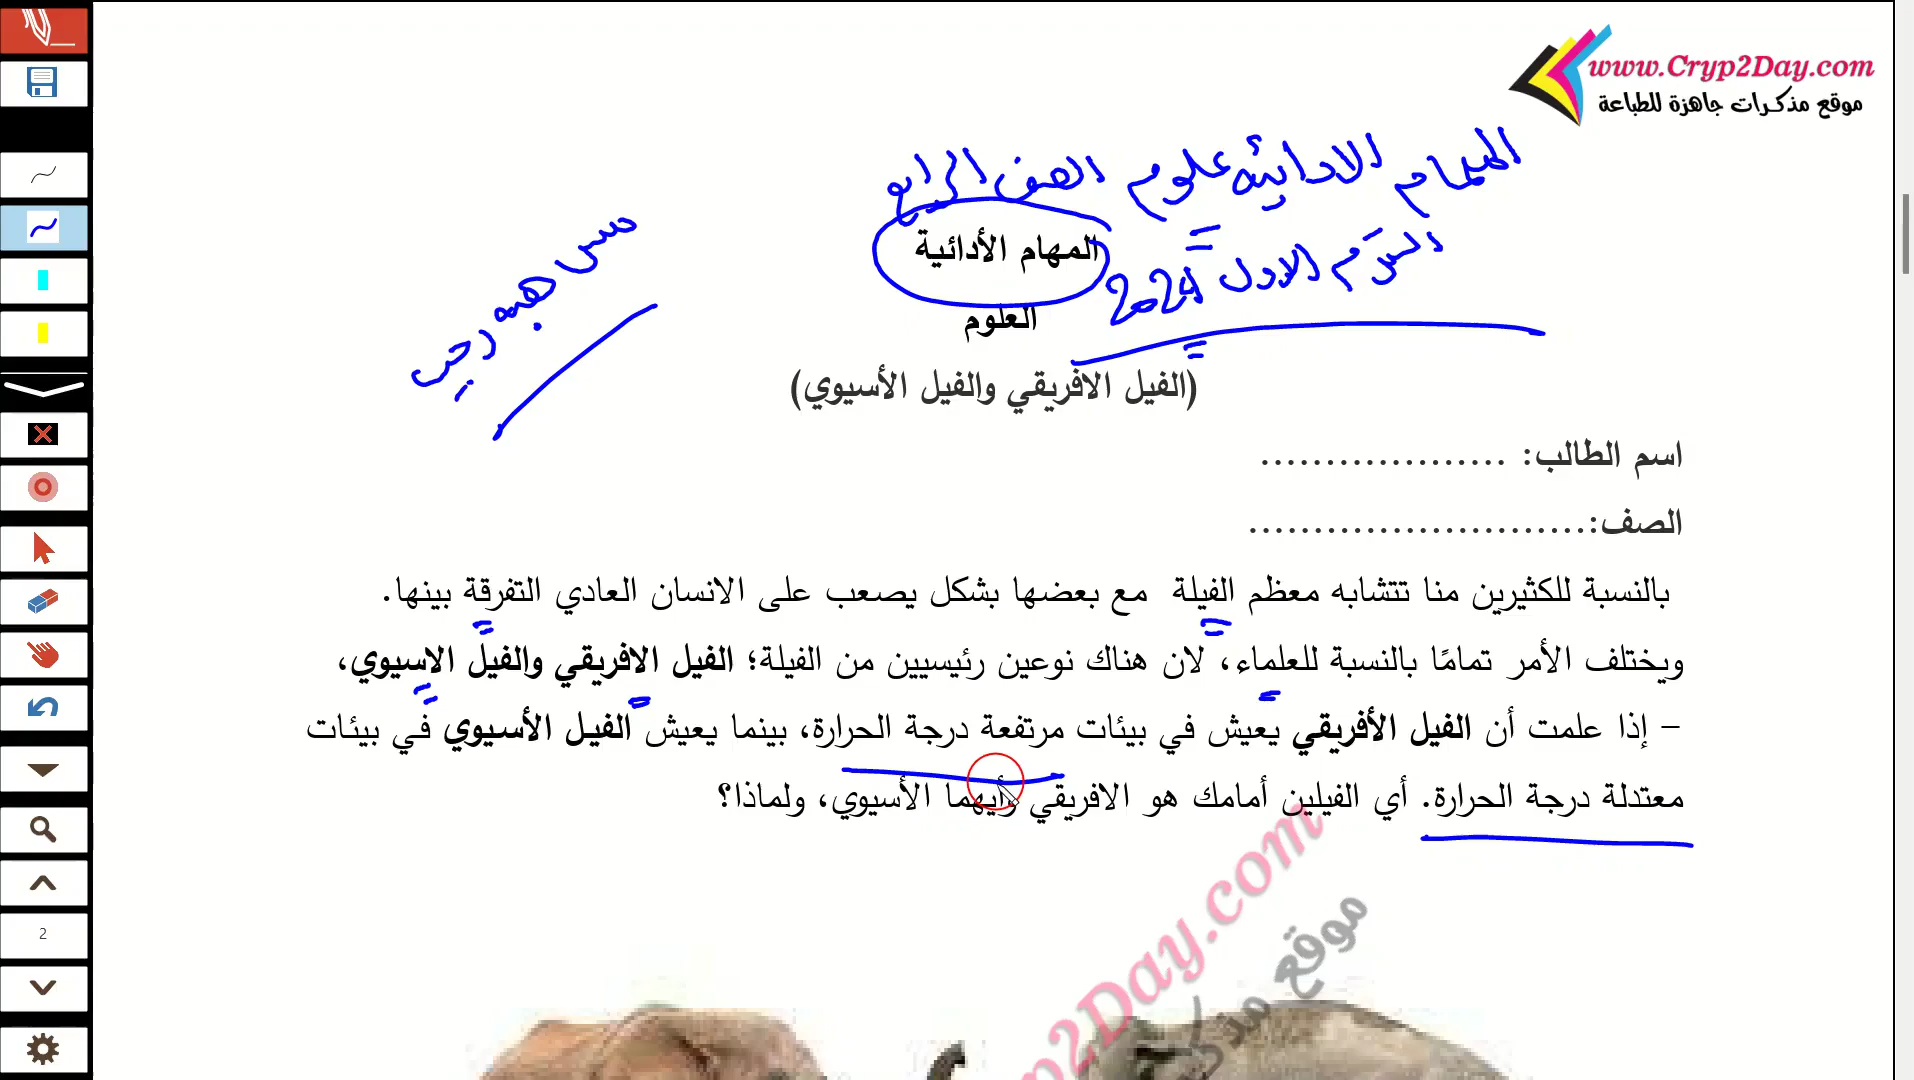 www.Cryp2Day.com
موقع مذكرات جاهزة للطباعة
المهام الادائيه علوم الصف الرابع
الترم الاول 2024
مس هبه رجب
المهام الأدائية
العلوم
(الفيل الافريقي والفيل الأسيوي)
اسم الطالب: ...................
الصف:..........................
بالنسبة للكثيرين منا تتشابه معظم الفيلة مع بعضها بشكل يصعب على الانسان العادي التفرقة بينها.
ويختلف الأمر تمامًا بالنسبة للعلماء، لان هناك نوعين رئيسيين من الفيلة؛ الفيل الافريقي والفيل الاسيوي،
– إذا علمت أن الفيل الأفريقي يعيش في بيئات مرتفعة درجة الحرارة، بينما يعيش الفيل الأسيوي في بيئات
معتدلة درجة الحرارة. أي الفيلين أمامك هو الافريقي وأيهما الأسيوي، ولماذا؟
2